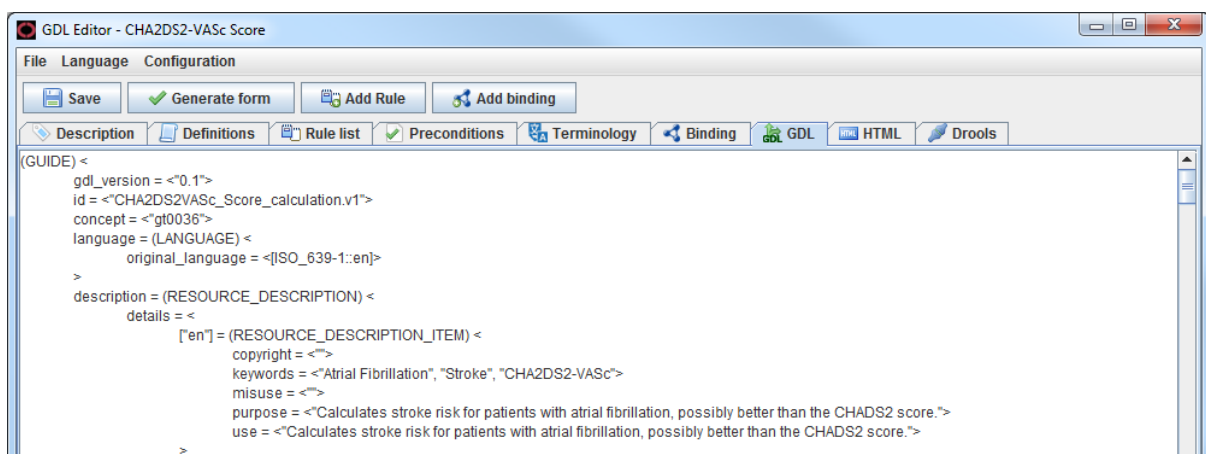 GDL Editor - CHA2DS2-VASc Score
File Language Configuration
Save Generate form Add Rule Add binding
Description Definitions Rule list Preconditions Terminology Binding GDL GDL HTML HTML Drools
(GUIDE) <
gdl_version = <"0.1">
id = <"CHA2DS2VASc_Score_calculation.v1">
concept = <"gt0036">
language = (LANGUAGE) <
original_language = <[ISO_639-1::en]>
>
description = (RESOURCE_DESCRIPTION) <
details = <
["en"] = (RESOURCE_DESCRIPTION_ITEM) <
copyright = <"">
keywords = <"Atrial Fibrillation", "Stroke", "CHA2DS2-VASc">
misuse = <"">
purpose = <"Calculates stroke risk for patients with atrial fibrillation, possibly better than the CHADS2 score.">
use = <"Calculates stroke risk for patients with atrial fibrillation, possibly better than the CHADS2 score.">
>